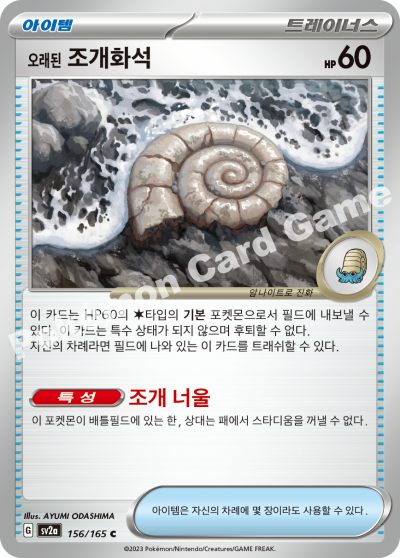 아이템
트레이너스
오래된 조개화석
HP 60
암나이트로 진화
이 카드는 HP60의 타입의 기본 포켓몬으로서 필드에 내보낼 수
있다. 이 카드는 특수 상태가 되지 않으며 후퇴할 수 없다.
자신의 차례라면 필드에 나와 있는 이 카드를 트래쉬할 수 있다.
특성 조개 너울
이 포켓몬이 배틀필드에 있는 한, 상대는 패에서 스타디움을 꺼낼 수 없다.
Pokémon Card Game
Illus. AYUMI ODASHIMA
아이템은 자신의 차례에 몇 장이라도 사용할 수 있다.
G sv2a 156/165 C
©2023 Pokémon/Nintendo/Creatures/GAME FREAK.